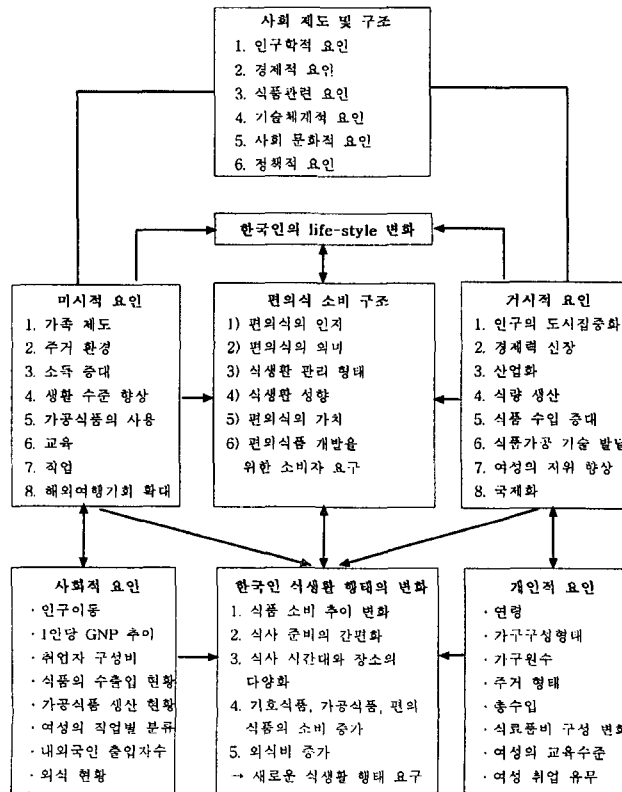 사회 제도 및 구조
1. 인구학적 요인
2. 경제적 요인
3. 식품관련 요인
4. 기술체계적 요인
5. 사회 문화적 요인
6. 정책적 요인
한국인의 life-style 변화
미시적 요인
1. 가족 제도
2. 주거 환경
3. 소득 증대
4. 생활 수준 향상
5. 가공식품의 사용
6. 교육
7. 직업
8. 해외여행기회 확대
편의식 소비 구조
1) 편의식의 인지
2) 편의식의 의미
3) 식생활 관리 형태
4) 식생활 성향
5) 편의식의 가치
6) 편의식품 개발을
위한 소비자 요구
거시적 요인
1. 인구의 도시집중화
2. 경제력 신장
3. 산업화
4. 식량 생산
5. 식품 수입 증대
6. 식품가공 기술 발달
7. 여성의 지위 향상
8. 국제화
사회적 요인
· 인구이동
· 1인당 GNP 추이
· 취업자 구성비
· 식품의 수출입 현황
· 가공식품 생산 현황
· 여성의 직업별 분류
· 내외국인 출입자수
· 외식 현황
한국인 식생활 행태의 변화
1. 식품 소비 추이 변화
2. 식사 준비의 간편화
3. 식사 시간대와 장소의
다양화
4. 기호식품, 가공식품, 편의
식품의 소비 증가
5. 외식비 증가
→ 새로운 식생활 행태 요구
개인적 요인
· 연령
· 가구구성형태
· 가구원수
· 주거 형태
· 총수입
· 식료품비 구성 변화
· 여성의 교육수준
· 여성 취업 유무